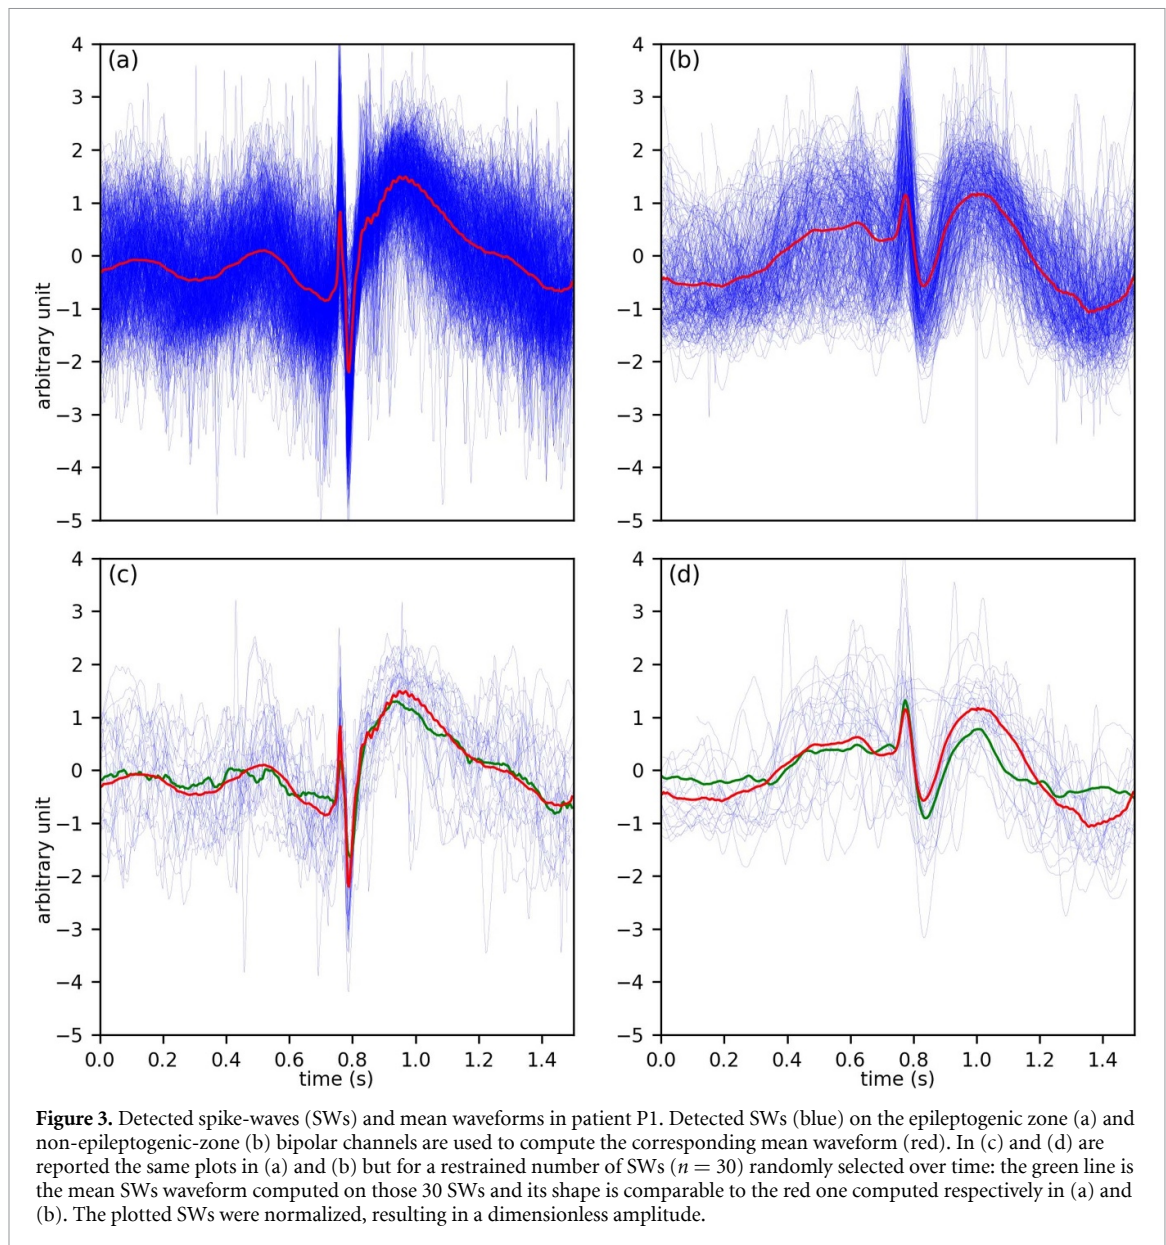 (a)
4
3
2
1
0
−1
−2
−3
−4
−5
arbitrary unit
(b)
4
3
2
1
0
−1
−2
−3
−4
−5
(c)
4
3
2
1
0
−1
−2
−3
−4
−5
arbitrary unit
0.0 0.2 0.4 0.6 0.8 1.0 1.2 1.4
time (s)
(d)
4
3
2
1
0
−1
−2
−3
−4
−5
0.0 0.2 0.4 0.6 0.8 1.0 1.2 1.4
time (s)
Figure 3. Detected spike-waves (SWs) and mean waveforms in patient P1. Detected SWs (blue) on the epileptogenic zone (a) and
non-epileptogenic-zone (b) bipolar channels are used to compute the corresponding mean waveform (red). In (c) and (d) are
reported the same plots in (a) and (b) but for a restrained number of SWs (n = 30) randomly selected over time: the green line is
the mean SWs waveform computed on those 30 SWs and its shape is comparable to the red one computed respectively in (a) and
(b). The plotted SWs were normalized, resulting in a dimensionless amplitude.